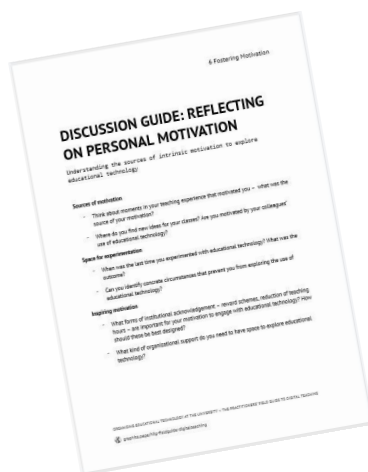 6 Fostering Motivation
DISCUSSION GUIDE: REFLECTING
ON PERSONAL MOTIVATION
Understanding the sources of intrinsic motivation to explore
educational technology
Sources of motivation
- Think about moments in your teaching experience that motivated you – what was the
source of your motivation?
- Where do you find new ideas for your classes? Are you motivated by your colleagues'
use of educational technology?
Space for experimentation
- When was the last time you experimented with educational technology? What was the
outcome?
- Can you identify concrete circumstances that prevent you from exploring the use of
educational technology?
Inspiring motivation
- What forms of institutional acknowledgement – reward schemes, reduction of teaching
hours – are important for your motivation to engage with educational technology? How
should these be best designed?
- What kind of organisational support do you need to have space to explore educational
technology?
ORGANISING EDUCATIONAL TECHNOLOGY AT THE UNIVERSITY – THE PRACTITIONERS' FIELD GUIDE TO DIGITAL TEACHING